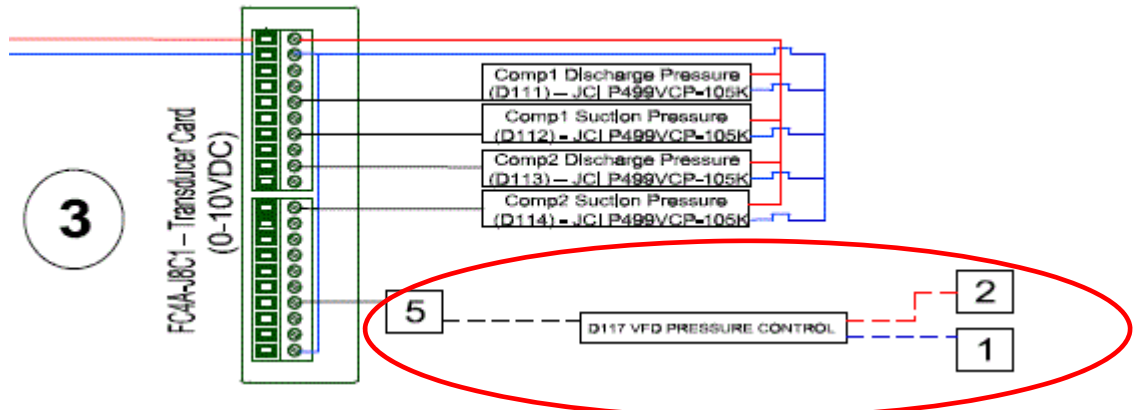 3
FC4A-J8C1 – Transducer Card
(0-10VDC)
Comp1 Discharge Pressure
(D111) – JCI P499VCP-105K
Comp1 Suction Pressure
(D112) – JCI P499VCP-105K
Comp2 Discharge Pressure
(D113) – JCI P499VCP-105K
Comp2 Suction Pressure
(D114) – JCI P499VCP-105K
5
D117 VFD PRESSURE CONTROL
2
1